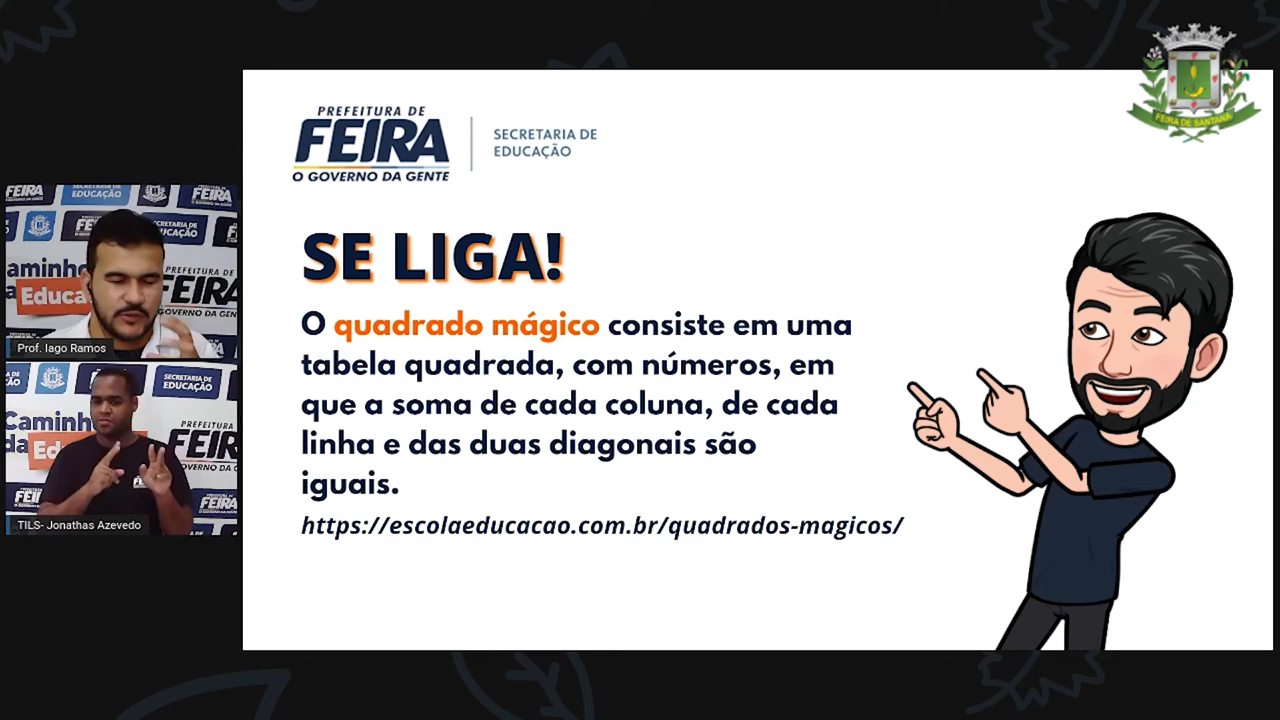 PREFEITURA DE
FEIRA
O GOVERNO DA GENTE
SECRETARIA DE
EDUCAÇÃO
FEIRA DE SANTANA
SE LIGA!
O quadrado mágico consiste em uma
tabela quadrada, com números, em
que a soma de cada coluna, de cada
linha e das duas diagonais são
iguais.
https://escolaeducacao.com.br/quadrados-magicos/
Prof. Iago Ramos
TILS- Jonathas Azevedo